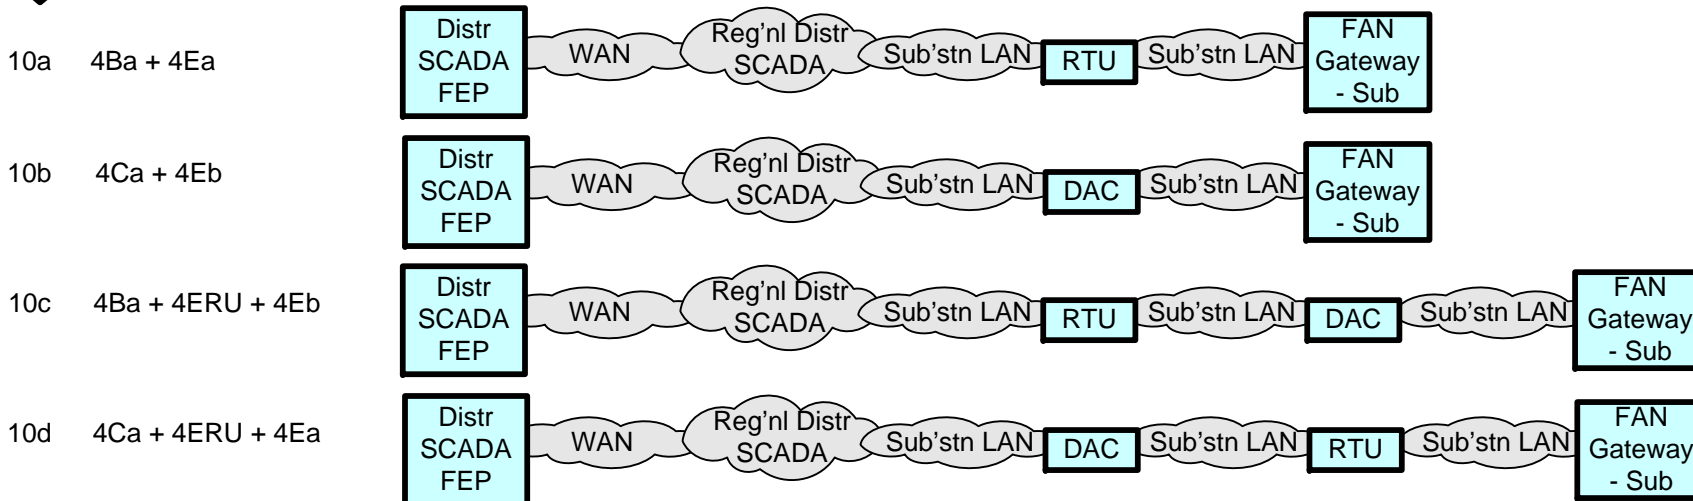 10a 4Ba + 4Ea Distr SCADA FEP WAN Reg'nl Distr SCADA Sub'stn LAN RTU Sub'stn LAN FAN Gateway - Sub
10b 4Ca + 4Eb Distr SCADA FEP WAN Reg'nl Distr SCADA Sub'stn LAN DAC Sub'stn LAN FAN Gateway - Sub
10c 4Ba + 4ERU + 4Eb Distr SCADA FEP WAN Reg'nl Distr SCADA Sub'stn LAN RTU Sub'stn LAN DAC Sub'stn LAN FAN Gateway - Sub
10d 4Ca + 4ERU + 4Ea Distr SCADA FEP WAN Reg'nl Distr SCADA Sub'stn LAN DAC Sub'stn LAN RTU Sub'stn LAN FAN Gateway - Sub